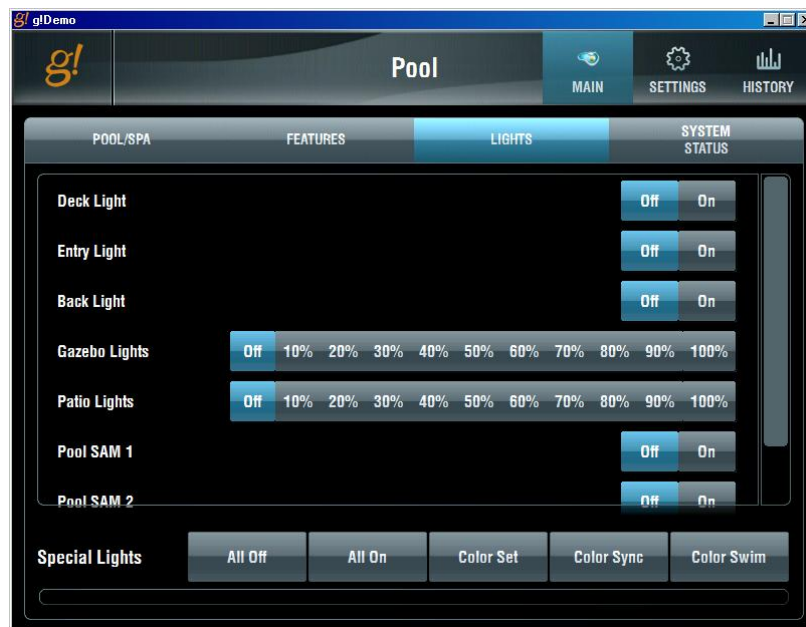 g! g!Demo
g!
Pool
MAIN
SETTINGS
HISTORY
POOL/SPA
FEATURES
LIGHTS
SYSTEM
STATUS
Deck Light Off On
Entry Light Off On
Back Light Off On
Gazebo Lights Off 10% 20% 30% 40% 50% 60% 70% 80% 90% 100%
Patio Lights Off 10% 20% 30% 40% 50% 60% 70% 80% 90% 100%
Pool SAM 1 Off On
Pool SAM 2 Off On
Special Lights All Off All On Color Set Color Sync Color Swim